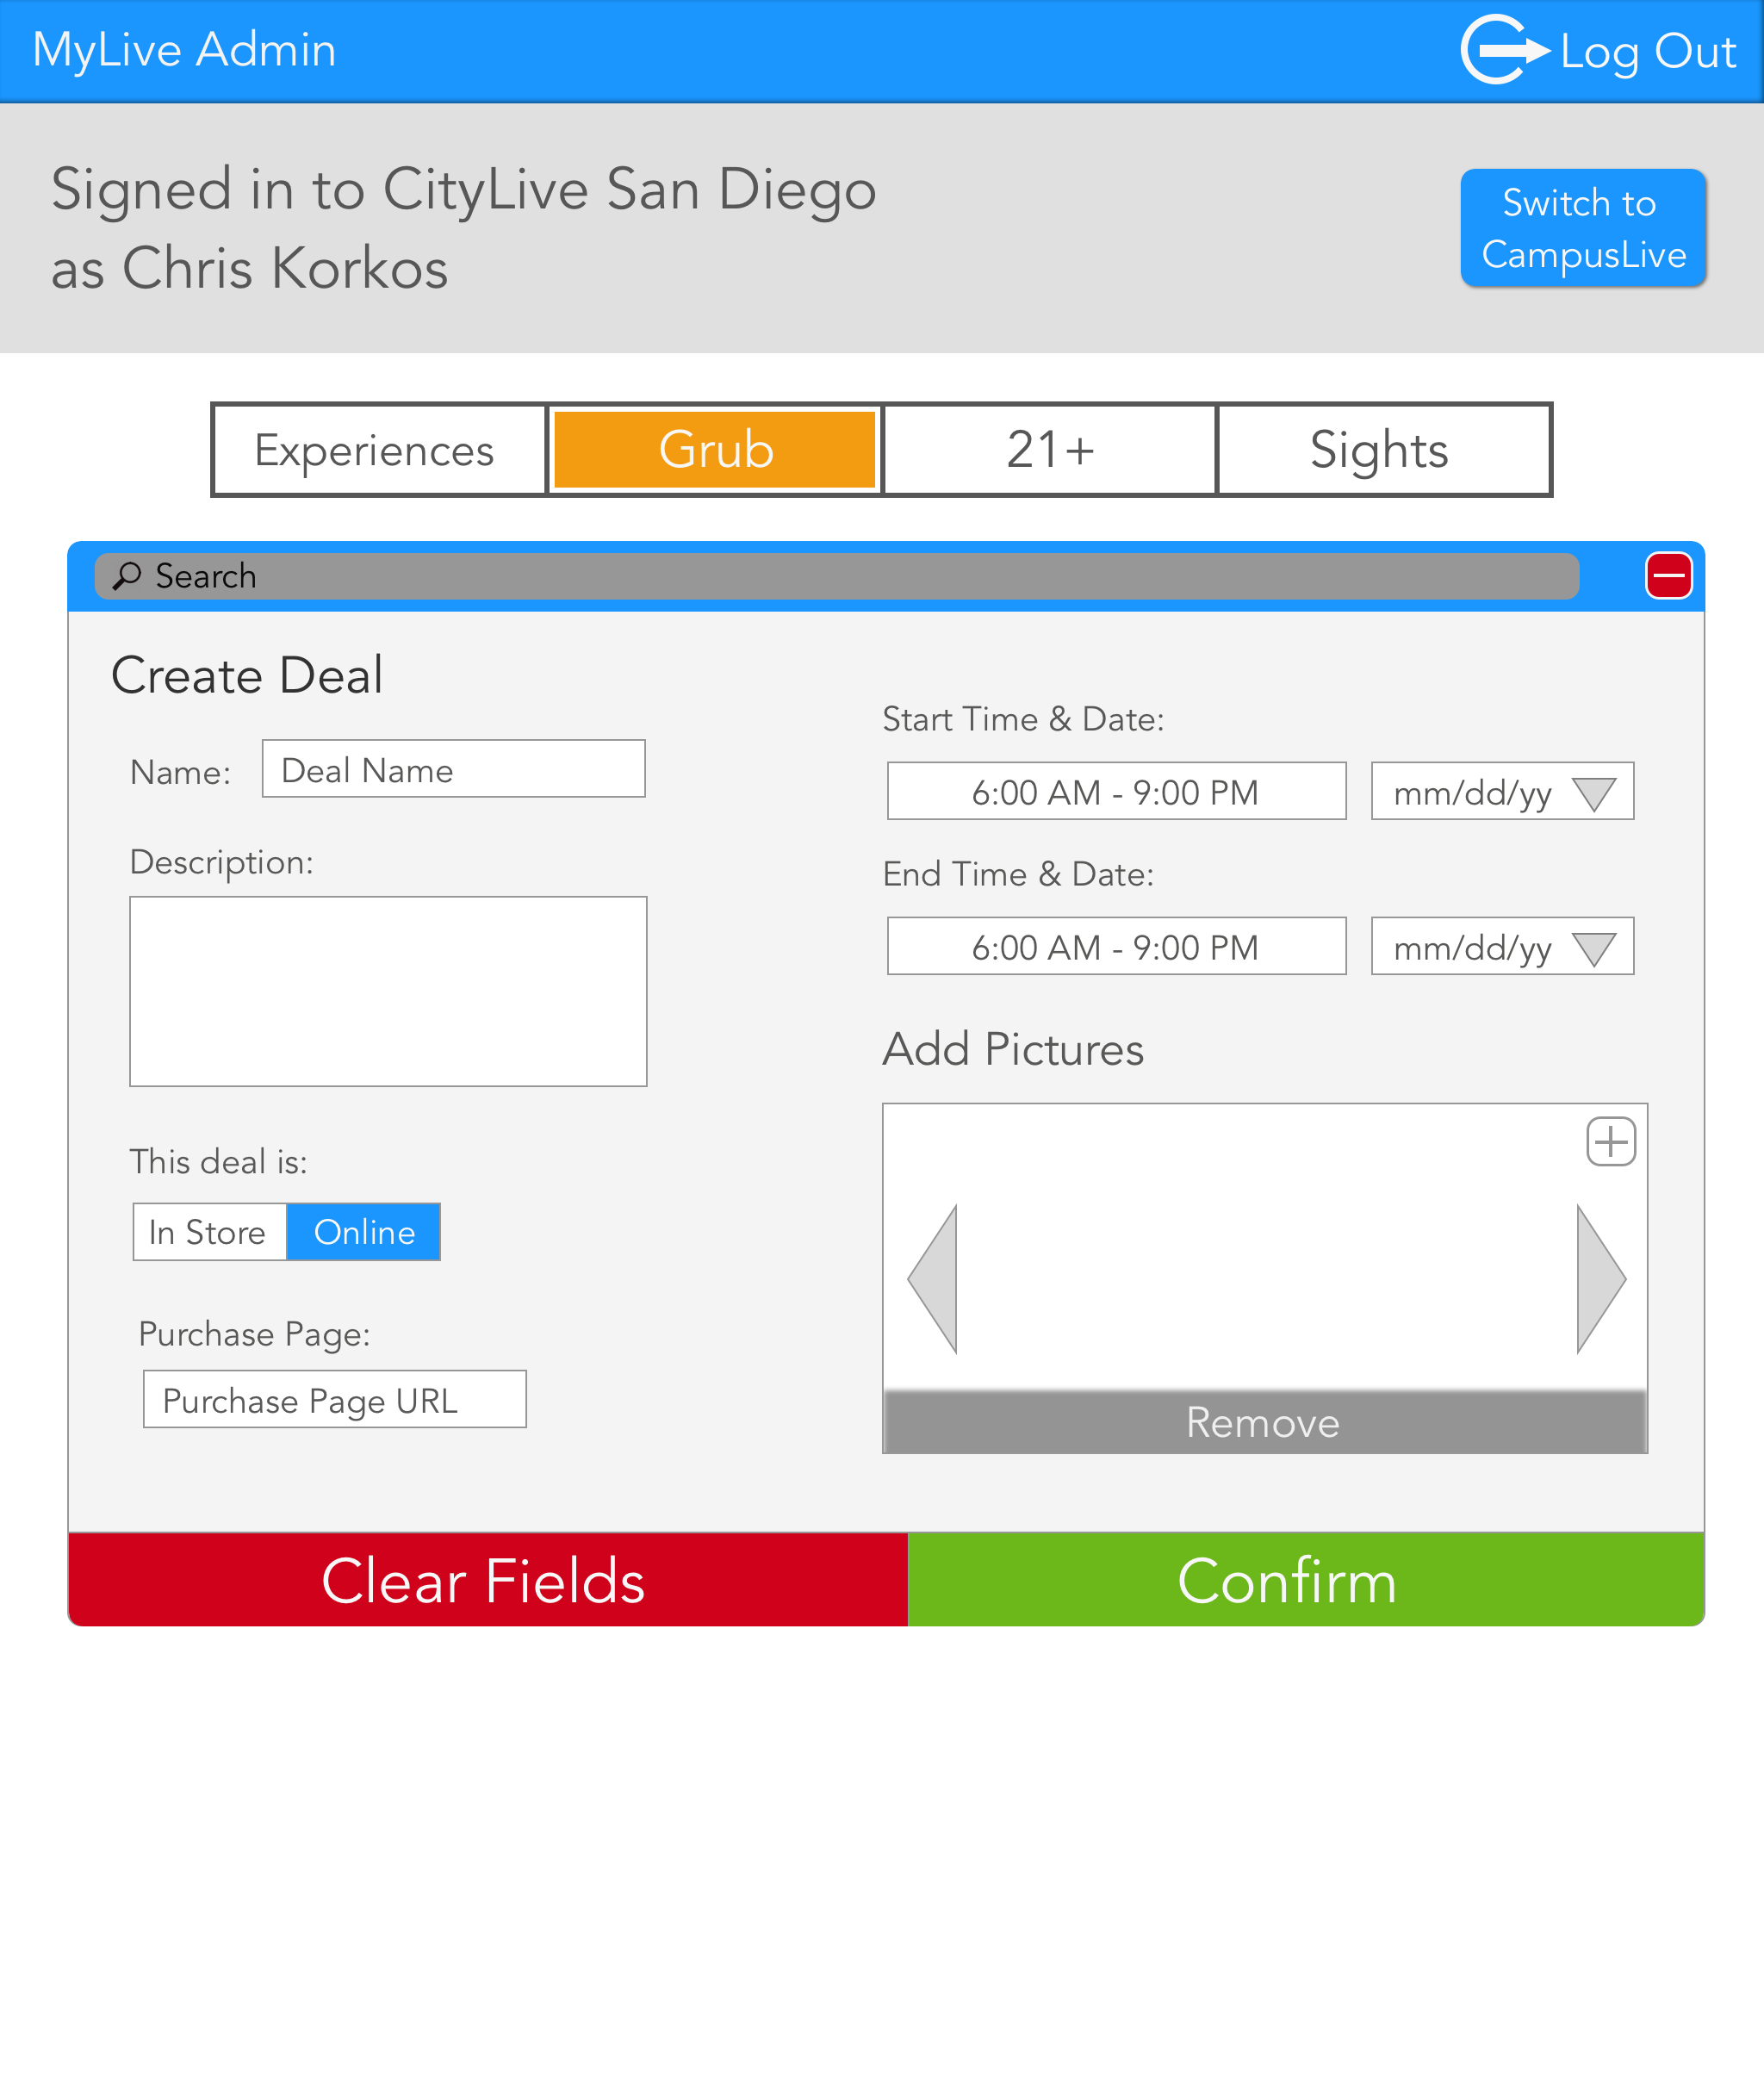 MyLive Admin
Log Out
Signed in to CityLive San Diego
as Chris Korkos
Switch to
CampusLive
Experiences
Grub
21+
Sights
Search
Create Deal
Name:
Deal Name
Description:
This deal is:
In Store
Online
Purchase Page:
Purchase Page URL
Start Time & Date:
6:00 AM - 9:00 PM
mm/dd/yy
End Time & Date:
6:00 AM - 9:00 PM
mm/dd/yy
Add Pictures
Remove
Clear Fields
Confirm